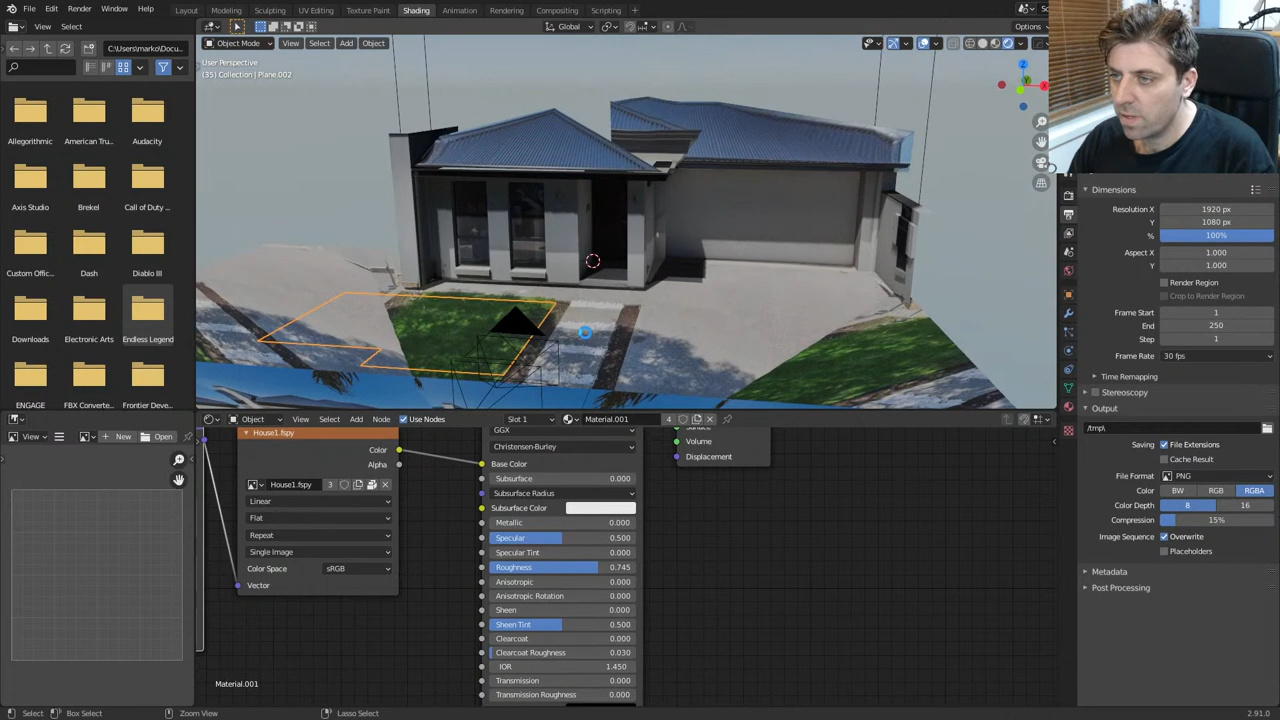 File Edit Render Window Help Layout Modeling Sculpting UV Editing Texture Paint Shading Animation Rendering Compositing Scripting +
View Select Global Options
C:\Users\marko\Docu...
Object Mode View Select Add Object
User Perspective
(35) Collection | Plane.002
Z
Y
X
Allegorithmic American Tru... Audacity
Axis Studio Brekel Call of Duty ...
Custom Office... Dash Diablo III
Downloads Electronic Arts Endless Legend
ENGAGE FBX Converte... Frontier Deve...
Dimensions
Resolution X 1920 px
Y 1080 px
% 100%
Aspect X 1.000
Y 1.000
Render Region
Crop to Render Region
Frame Start 1
End 250
Step 1
Frame Rate 30 fps
Time Remapping
Stereoscopy
Output
/tmp\
Saving File Extensions
Cache Result
File Format PNG
Color BW RGB RGBA
Color Depth 8 16
Compression 15%
Image Sequence Overwrite
Placeholders
Metadata
Post Processing
View New Open
Object View Select Add Node Use Nodes Slot 1 Material.001 4
House1.fspy
Color
Alpha
House1.fspy 3
Linear
Flat
Repeat
Single Image
Color Space sRGB
Vector
GGX
Christensen-Burley
Base Color
Subsurface 0.000
Subsurface Radius
Subsurface Color
Metallic 0.000
Specular 0.500
Specular Tint 0.000
Roughness 0.745
Anisotropic 0.000
Anisotropic Rotation 0.000
Sheen 0.000
Sheen Tint 0.500
Clearcoat 0.000
Clearcoat Roughness 0.030
IOR 1.450
Transmission 0.000
Transmission Roughness 0.000
Volume
Displacement
Material.001
Select Box Select Zoom View Lasso Select 2.91.0